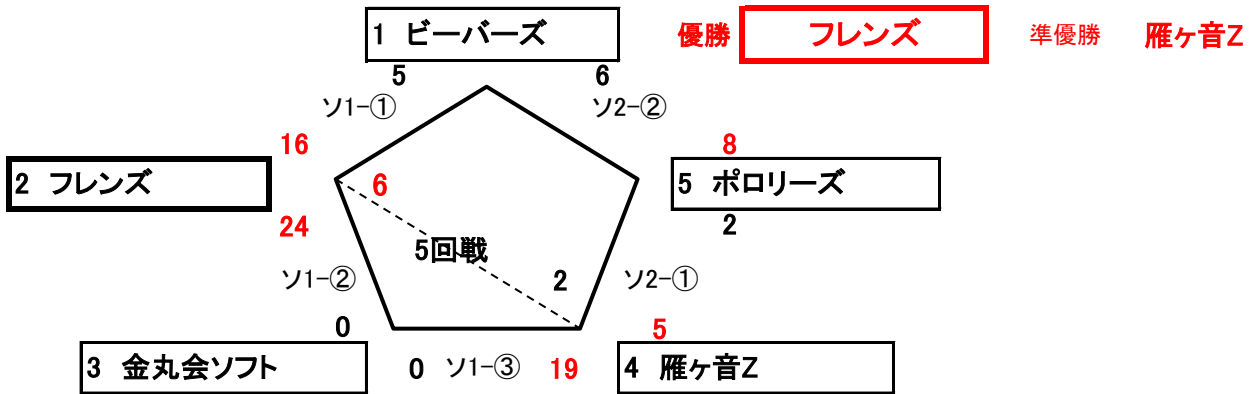 1 ビーバーズ
優勝 フレンズ 準優勝 雁ヶ音Z
5 6
ソ1-① ソ2-②
16 8
2 フレンズ 6 5 ポロリーズ
24 2
5回戦
ソ1-② 2 ソ2-①
0 5
3 金丸会ソフト 0 ソ1-③ 19 4 雁ヶ音Z